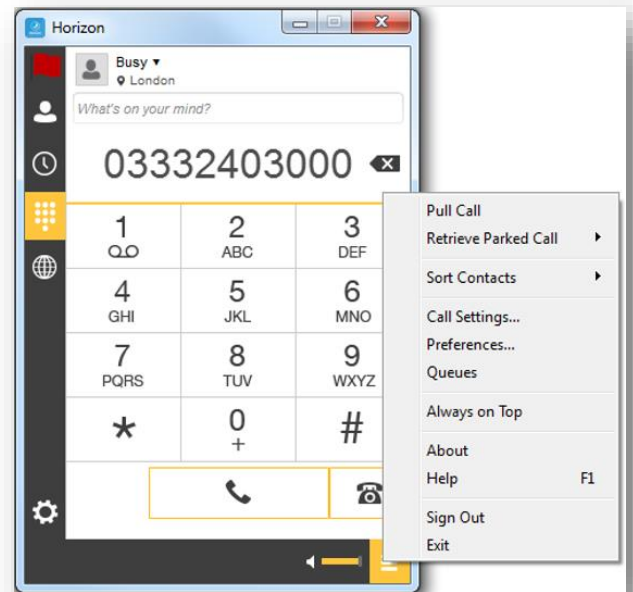 Horizon
Busy
London
What's on your mind?
03332403000
1
2
ABC
3
DEF
4
GHI
5
JKL
6
MNO
7
PQRS
8
TUV
9
WXYZ
*
0
+
#
Pull Call
Retrieve Parked Call
Sort Contacts
Call Settings...
Preferences...
Queues
Always on Top
About
Help F1
Sign Out
Exit